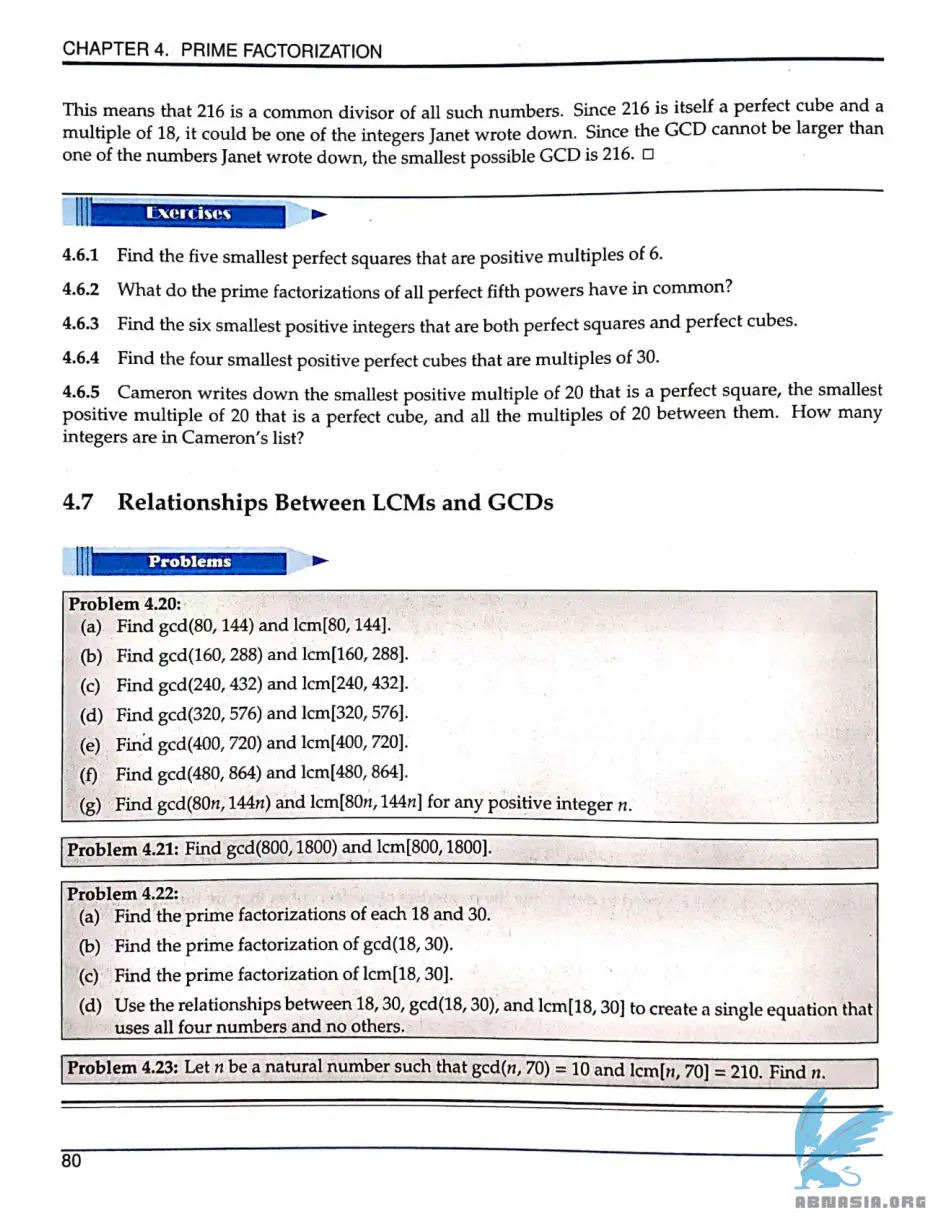 CHAPTER 4. PRIME FACTORIZATION
This means that 216 is a common divisor of all such numbers. Since 216 is itself a perfect cube and a
multiple of 18, it could be one of the integers Janet wrote down. Since the GCD cannot be larger than
one of the numbers Janet wrote down, the smallest possible GCD is 216. □
Exercises
4.6.1 Find the five smallest perfect squares that are positive multiples of 6.
4.6.2 What do the prime factorizations of all perfect fifth powers have in common?
4.6.3 Find the six smallest positive integers that are both perfect squares and perfect cubes.
4.6.4 Find the four smallest positive perfect cubes that are multiples of 30.
4.6.5 Cameron writes down the smallest positive multiple of 20 that is a perfect square, the smallest
positive multiple of 20 that is a perfect cube, and all the multiples of 20 between them. How many
integers are in Cameron's list?
4.7 Relationships Between LCMs and GCDs
Problems
Problem 4.20:
(a) Find gcd(80, 144) and lcm[80, 144].
(b) Find gcd(160, 288) and lcm[160, 288].
(c) Find gcd(240, 432) and lcm[240, 432].
(d) Find gcd(320, 576) and lcm[320, 576].
(e) Find gcd(400, 720) and lcm[400, 720].
(f) Find gcd(480, 864) and lcm[480, 864].
(g) Find gcd(80n, 144n) and lcm[80n, 144n] for any positive integer n.
Problem 4.21: Find gcd(800, 1800) and lcm[800, 1800].
Problem 4.22:
(a) Find the prime factorizations of each 18 and 30.
(b) Find the prime factorization of gcd(18, 30).
(c) Find the prime factorization of lcm[18, 30].
(d) Use the relationships between 18, 30, gcd(18, 30), and lcm[18, 30] to create a single equation that
uses all four numbers and no others.
Problem 4.23: Let n be a natural number such that gcd(n, 70) = 10 and lcm[n, 70] = 210. Find n.
80
ABNASIA.ORG